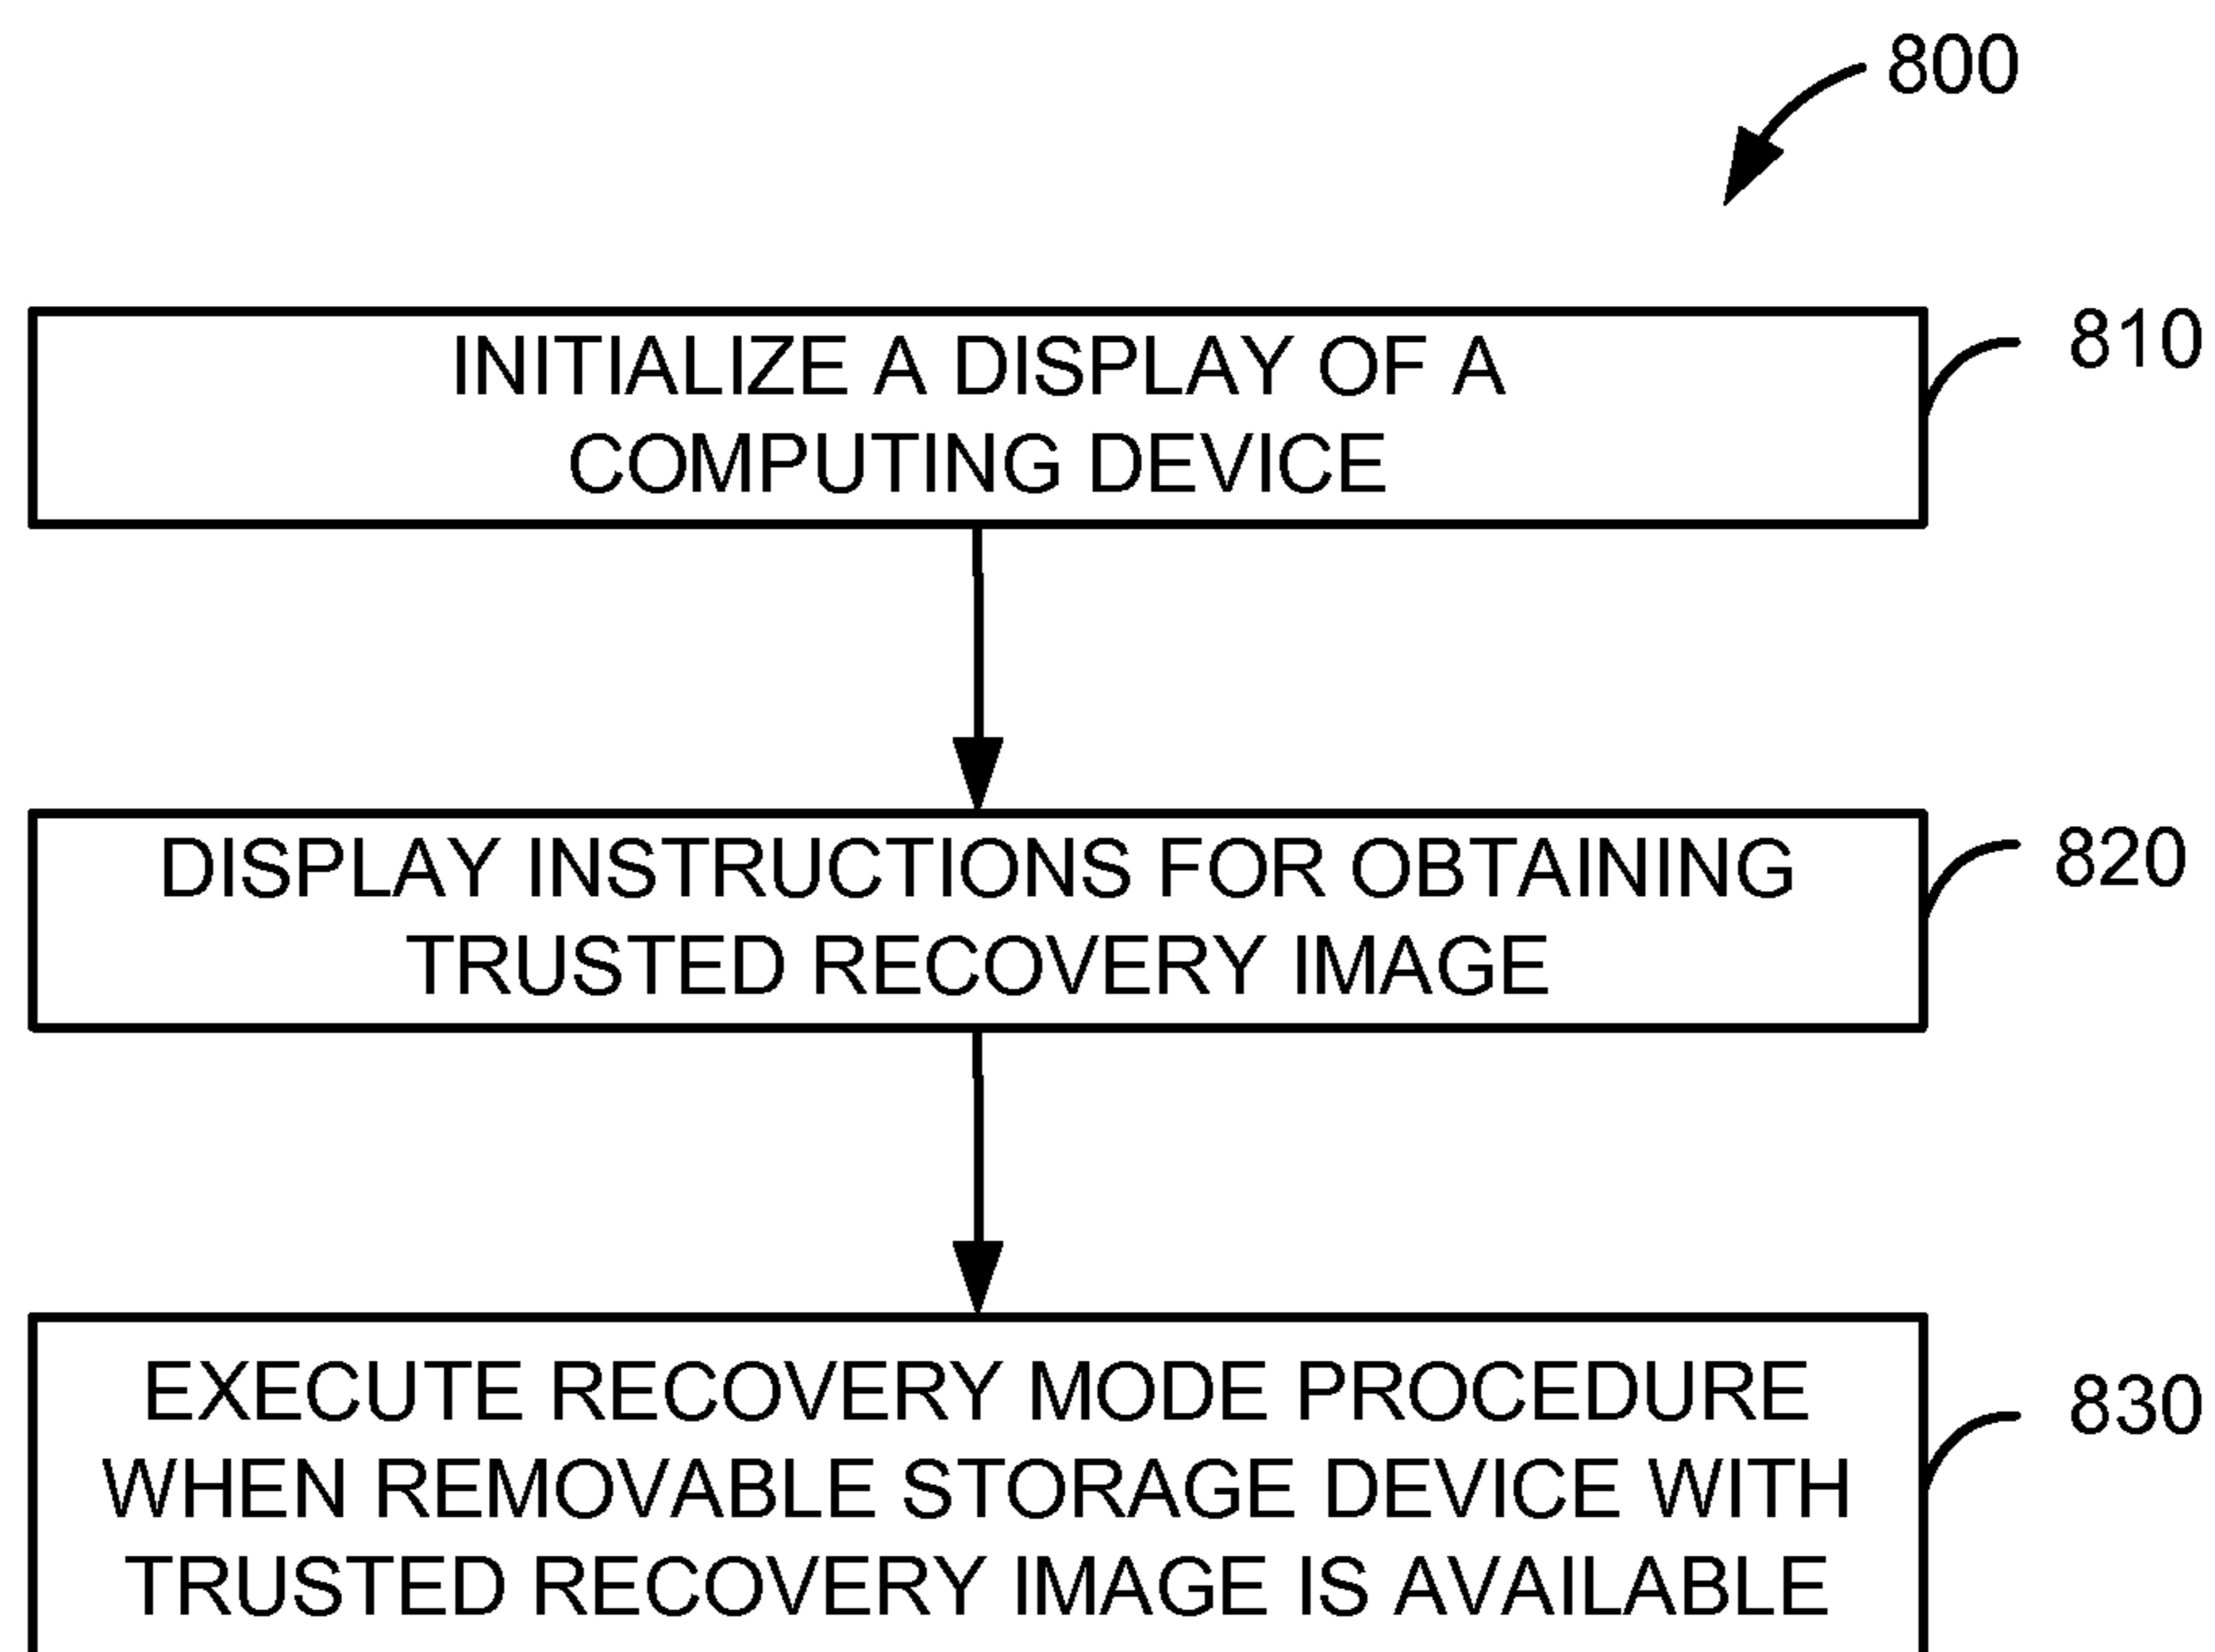 800
INITIALIZE A DISPLAY OF A
COMPUTING DEVICE
810
DISPLAY INSTRUCTIONS FOR OBTAINING
TRUSTED RECOVERY IMAGE
820
EXECUTE RECOVERY MODE PROCEDURE
WHEN REMOVABLE STORAGE DEVICE WITH
TRUSTED RECOVERY IMAGE IS AVAILABLE
830